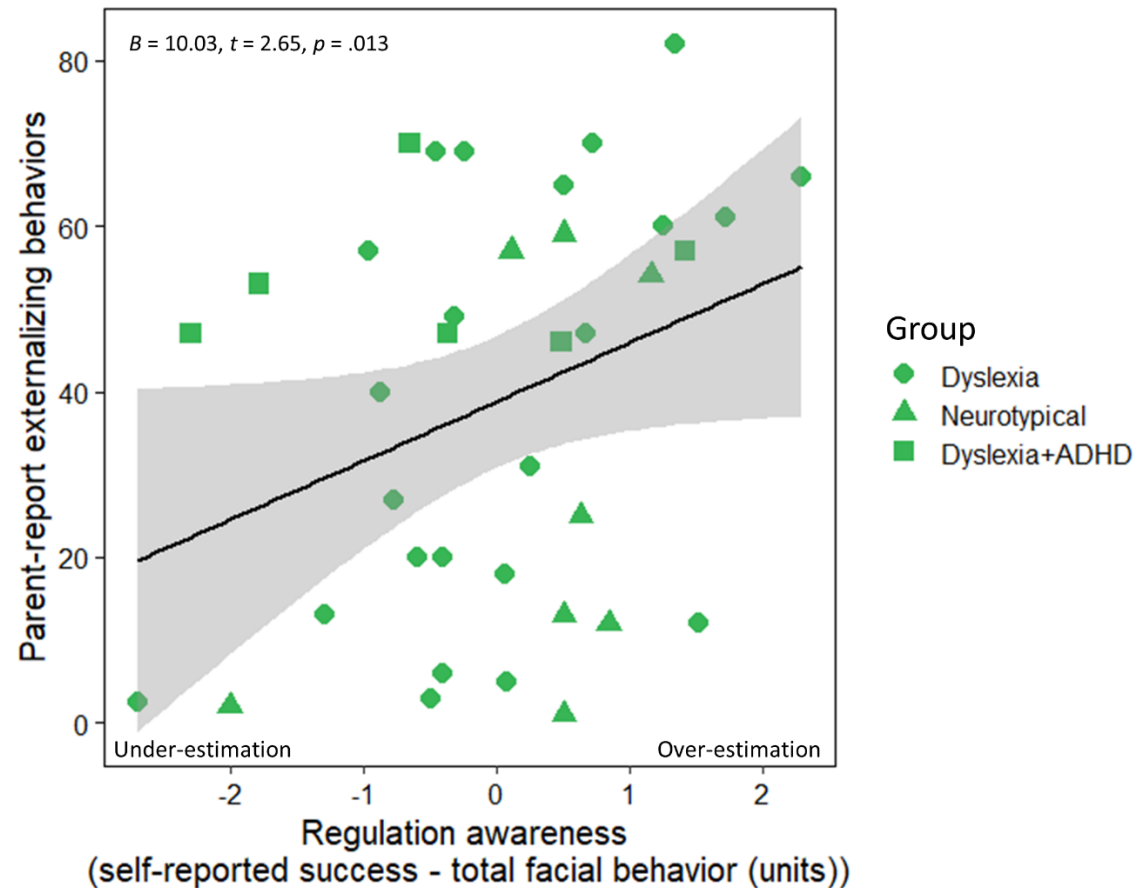 B = 10.03, t = 2.65, p = .013
80
60
40
20
0
Parent-report externalizing behaviors
Under-estimation
Over-estimation
-2
-1
0
1
2
Regulation awareness
(self-reported success - total facial behavior (units))
Group
Dyslexia
Neurotypical
Dyslexia+ADHD